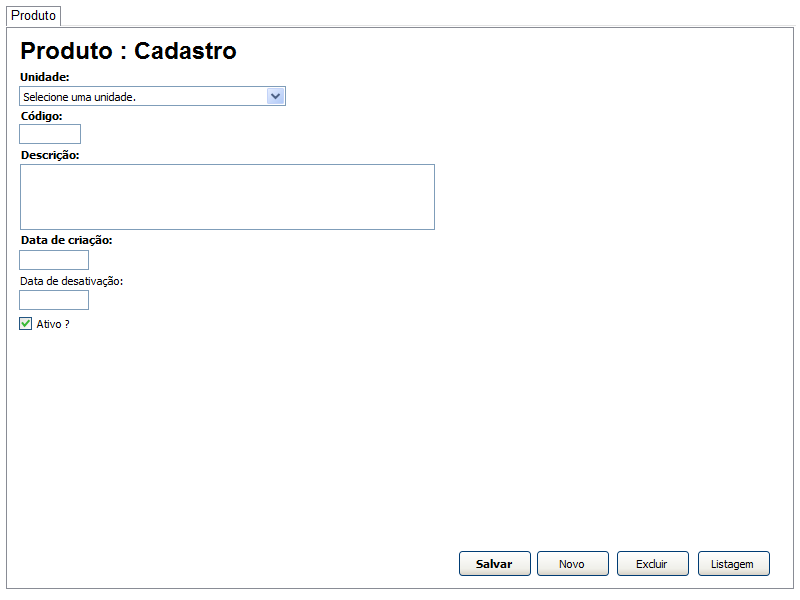 Produto
Produto : Cadastro
Unidade:
Selecione uma unidade.
Código:
Descrição:
Data de criação:
Data de desativação:
Ativo ?
Salvar Novo Excluir Listagem